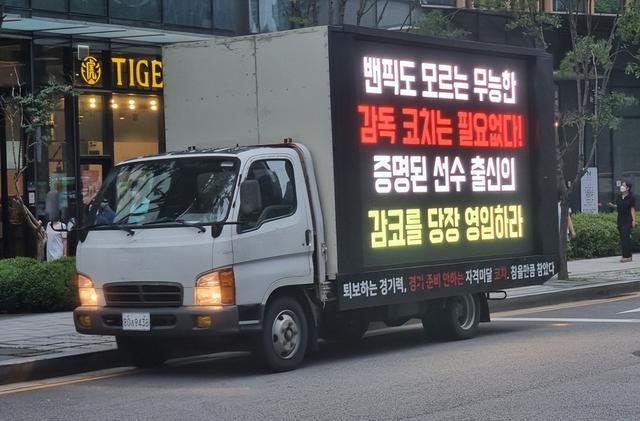 TIGE
밴픽도 모르는 무능한
감독 코치는 필요없다!
증명된 선수 출신의
감코를 당장 영입하라
퇴보하는 경기력, 경기 준비 안하는 자격미달 코치. 참을만큼 참았다.